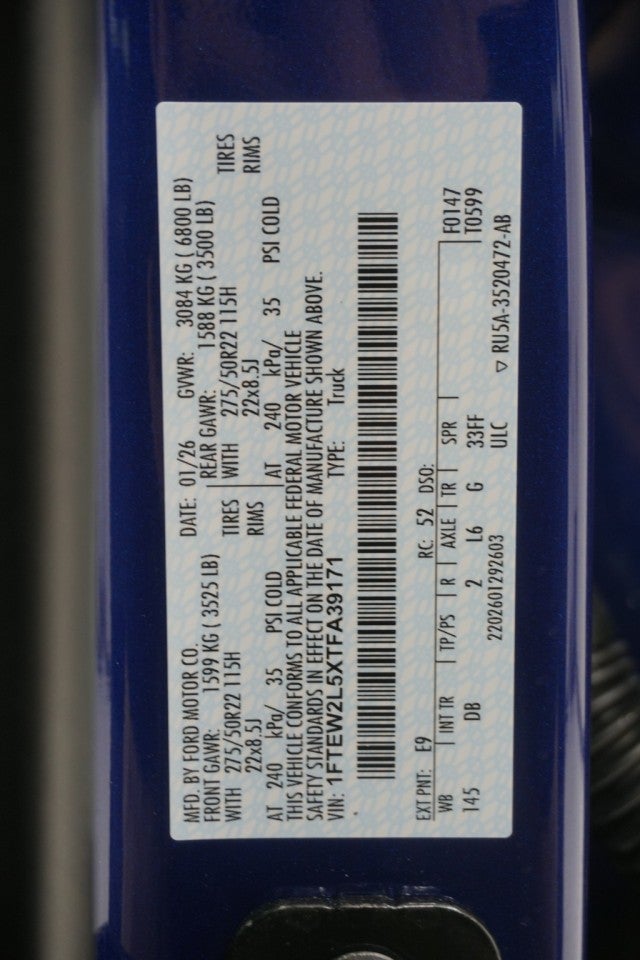 MFD. BY FORD MOTOR CO.
DATE: 01/26 GVWR: 3084 KG ( 6800 LB)
FRONT GAWR: 1599 KG ( 3525 LB)
REAR GAWR: 1588 KG ( 3500 LB)
WITH 275/50R22 115H TIRES
WITH 275/50R22 115H TIRES
22x8.5J RIMS
22x8.5J RIMS
AT 240 kPa/ 35 PSI COLD
AT 240 kPa/ 35 PSI COLD
THIS VEHICLE CONFORMS TO ALL APPLICABLE FEDERAL MOTOR VEHICLE
SAFETY STANDARDS IN EFFECT ON THE DATE OF MANUFACTURE SHOWN ABOVE.
VIN: 1FTEW2L5XTFA39171 TYPE: Truck
EXT PNT: E9 RC: 52 DSO: F0147
WB INT TR TP/PS R AXLE TR SPR T0599
145 DB 2 L6 G 33FF
ULC
2202601292603 ▽ RU5A-3520472-AB